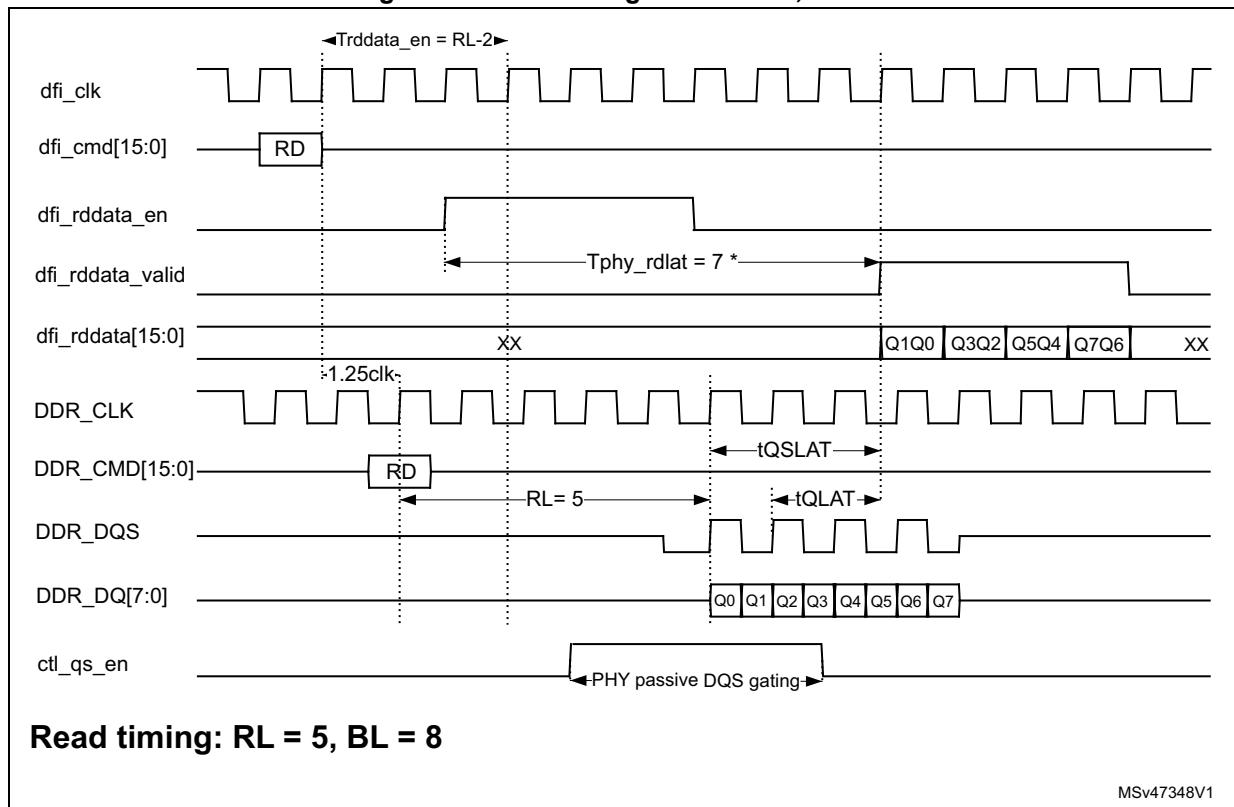 Trddata_en = RL-2
dfi_clk
dfi_cmd[15:0] RD
dfi_rddata_en
Tphy_rdlat = 7 *
dfi_rddata_valid
dfi_rddata[15:0] XX Q1Q0 Q3Q2 Q5Q4 Q7Q6 XX
1.25clk
DDR_CLK
tQSLAT
DDR_CMD[15:0] RD
RL= 5 tQLAT
DDR_DQS
DDR_DQ[7:0] Q0 Q1 Q2 Q3 Q4 Q5 Q6 Q7
ctl_qs_en
PHY passive DQS gating
Read timing: RL = 5, BL = 8
MSv47348V1